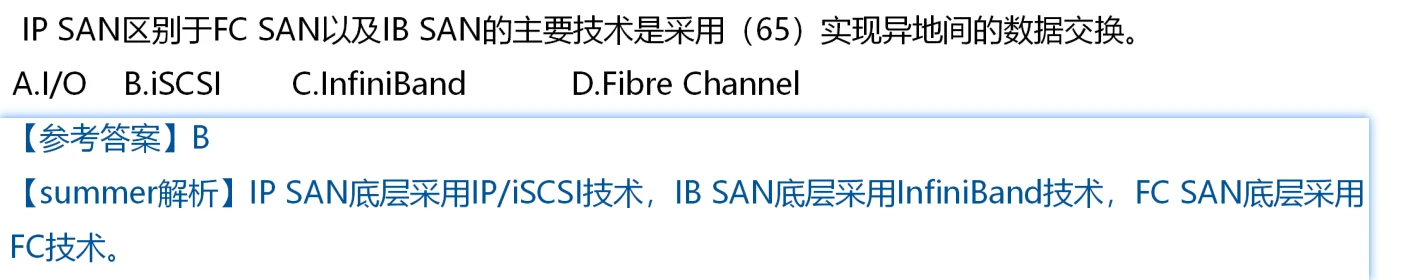 IP SAN区别于FC SAN以及IB SAN的主要技术是采用（65）实现异地间的数据交换。
A.I/O B.iSCSI C.InfiniBand D.Fibre Channel
【参考答案】B
【summer解析】IP SAN底层采用IP/iSCSI技术，IB SAN底层采用InfiniBand技术，FC SAN底层采用
FC技术。